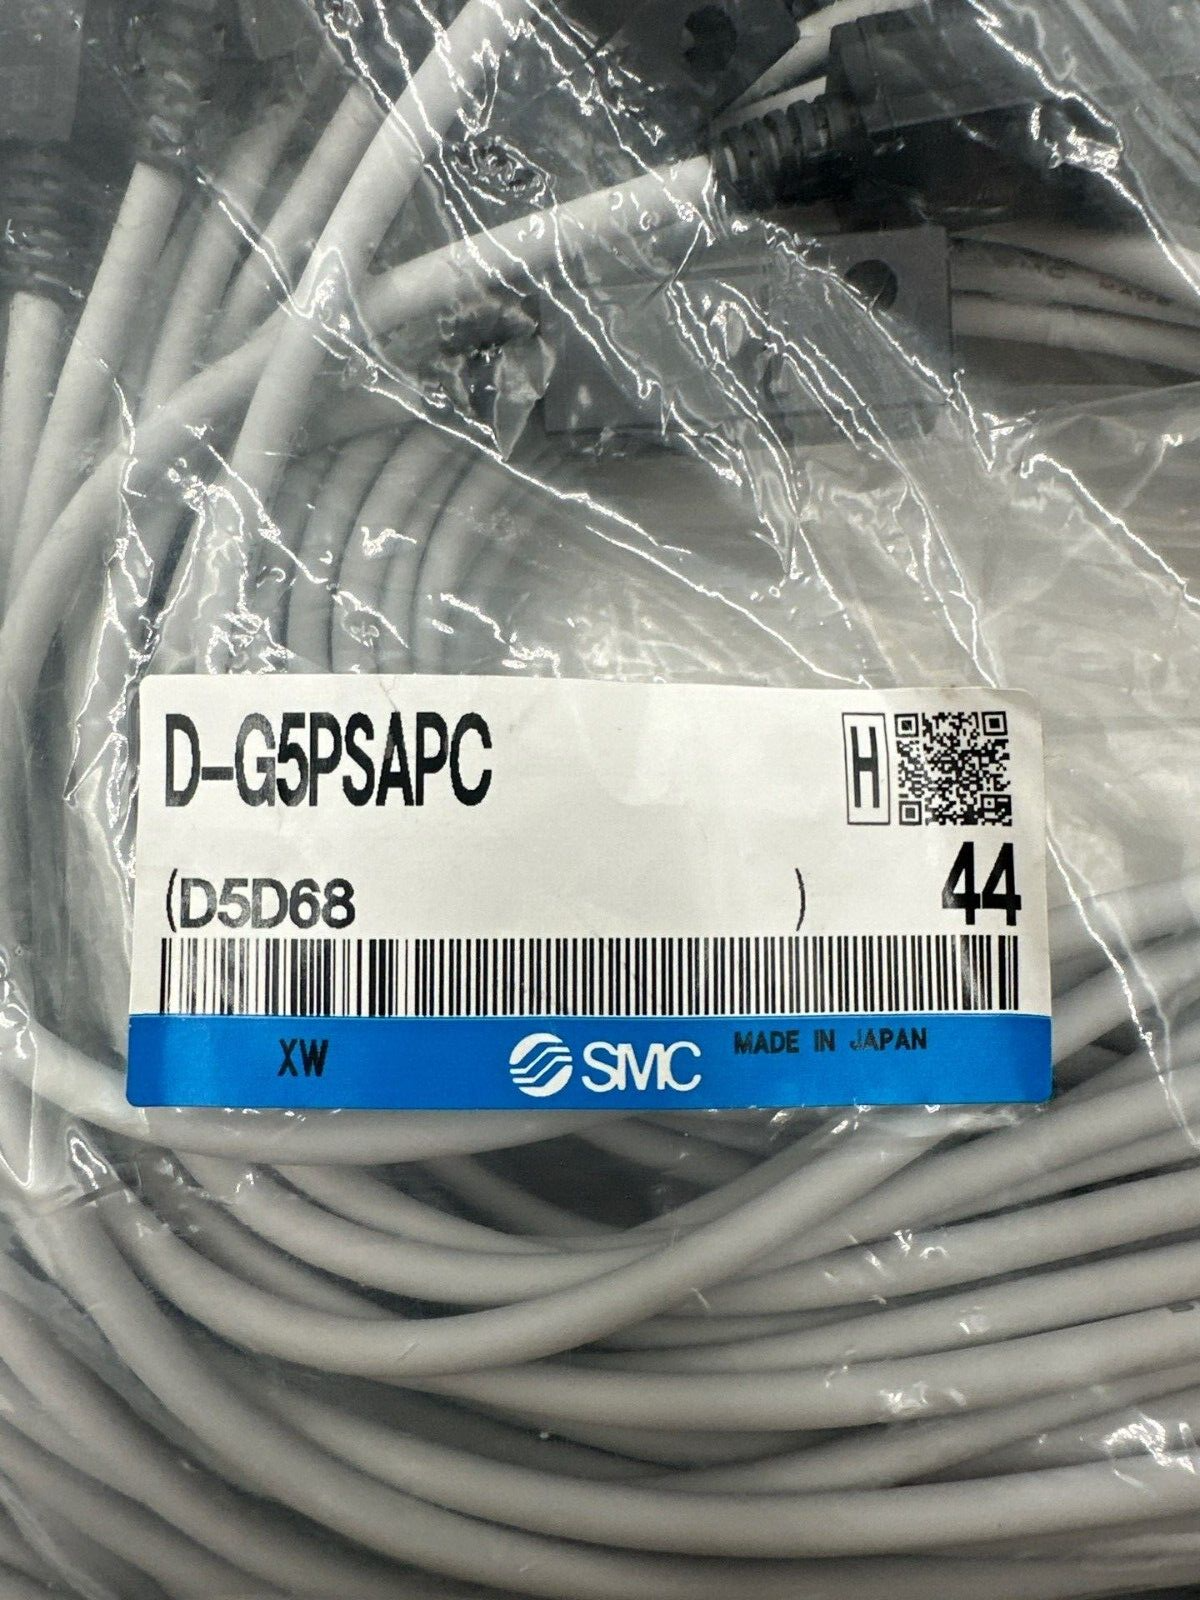 D-G5PSAPC
H
(D5D68 )
44
XW
SMC
MADE IN JAPAN